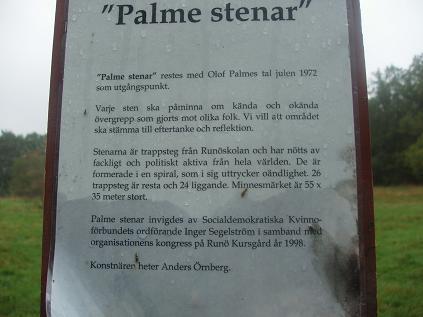 "Palme stenar"
"Palme stenar" restes med Olof Palmes tal julen 1972
som utgångspunkt.
Varje sten ska påminna om kända och okända
övergrepp som gjorts mot olika folk. Vi vill att området
ska stämma till eftertanke och reflektion.
Stenarna är trappsteg från Runöskolan och har nötts av
fackligt och politiskt aktiva från hela världen. De är
formerade i en spiral, som i sig uttrycker oändlighet. 26
trappsteg är resta och 24 liggande. Minnesmärket är 55 x
35 meter stort.
Palme stenar invigdes av Socialdemokratiska Kvinno-
förbundets ordförande Inger Segelström i samband med
organisationens kongress på Runö Kursgård år 1998.
Konstnären heter Anders Örnberg.